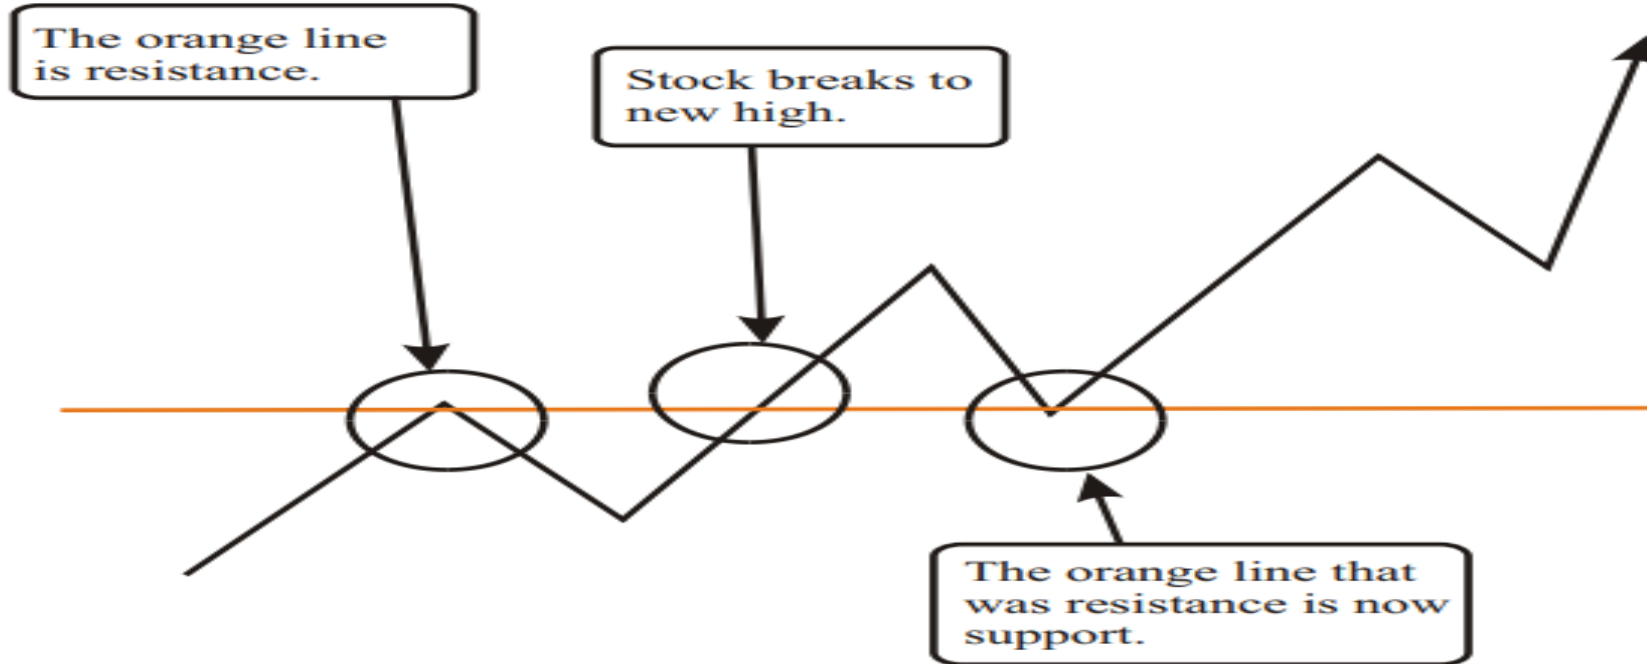 The orange line
is resistance.
Stock breaks to
new high.
The orange line that
was resistance is now
support.